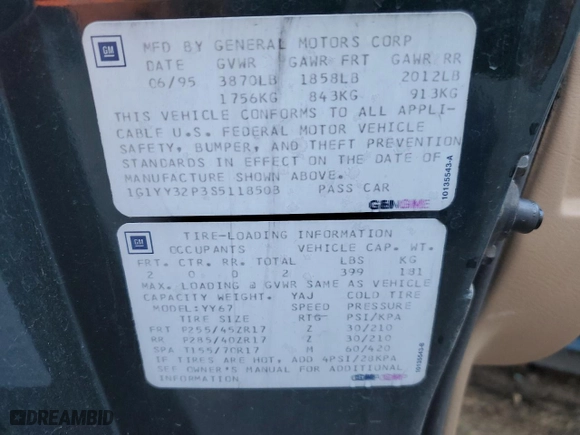 GM
MFD BY GENERAL MOTORS CORP
DATE GVWR GAWR FRT GAWR RR
06/95 3870LB 1858LB 2012LB
1756KG 843KG 913KG
THIS VEHICLE CONFORMS TO ALL APPLI-
CABLE U.S. FEDERAL MOTOR VEHICLE
SAFETY, BUMPER, AND THEFT PREVENTION
STANDARDS IN EFFECT ON THE DATE OF
MANUFACTURE SHOWN ABOVE.
1G1YY32P3S5118508 PASS CAR
GENGME
10135543-A
GM
TIRE-LOADING INFORMATION
OCCUPANTS VEHICLE CAP. WT.
FRT. CTR. RR. TOTAL LBS KG
2 0 0 2 399 181
MAX. LOADING @ GVWR SAME AS VEHICLE
CAPACITY WEIGHT. YAJ COLD TIRE
MODEL:YY67 SPEED PRESSURE
TIRE SIZE RTG PSI/KPA
FRT P255/45ZR17 Z 30/210
RR P285/40ZR17 Z 30/210
SPA T155/70R17 M 60/420
IF TIRES ARE HOT, ADD 4PSI/28KPA
SEE OWNER'S MANUAL FOR ADDITIONAL
INFORMATION
10135543-B
DREAMBID
DREAMBID.COM